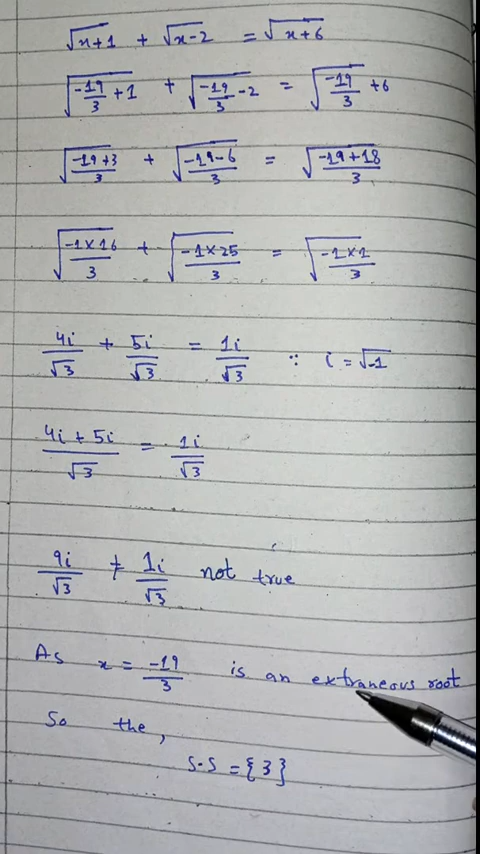 √(x+1) + √(x-2) = √(x+6)
√(-19/3 + 1) + √(-19/3 - 2) = √(-19/3) + 6
√((-19+3)/3) + √((-19-6)/3) = √((-19+18)/3)
√((-1×16)/3) + √((-1×25)/3) = √((-1×1)/3)
4i/√3 + 5i/√3 = 1i/√3 ∵ i = √-1
(4i + 5i)/√3 = 1i/√3
9i/√3 ≠ 1i/√3 not true
As x = -19/3 is an extraneous root
So the,
S.S = {3}